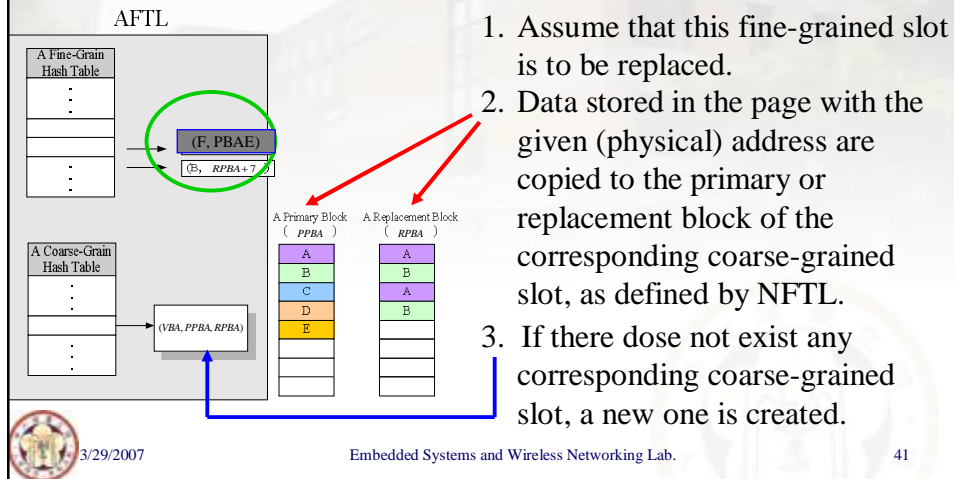 AFTL
A Fine-Grain
Hash Table
(F, PBAE)
(B, RPBA+7 )
A Coarse-Grain
Hash Table
(VBA, PPBA, RPBA)
A Primary Block
( PPBA )
A
B
C
D
E
A Replacement Block
( RPBA )
A
B
A
B
1. Assume that this fine-grained slot
is to be replaced.
2. Data stored in the page with the
given (physical) address are
copied to the primary or
replacement block of the
corresponding coarse-grained
slot, as defined by NFTL.
3. If there dose not exist any
corresponding coarse-grained
slot, a new one is created.
3/29/2007
Embedded Systems and Wireless Networking Lab.
41